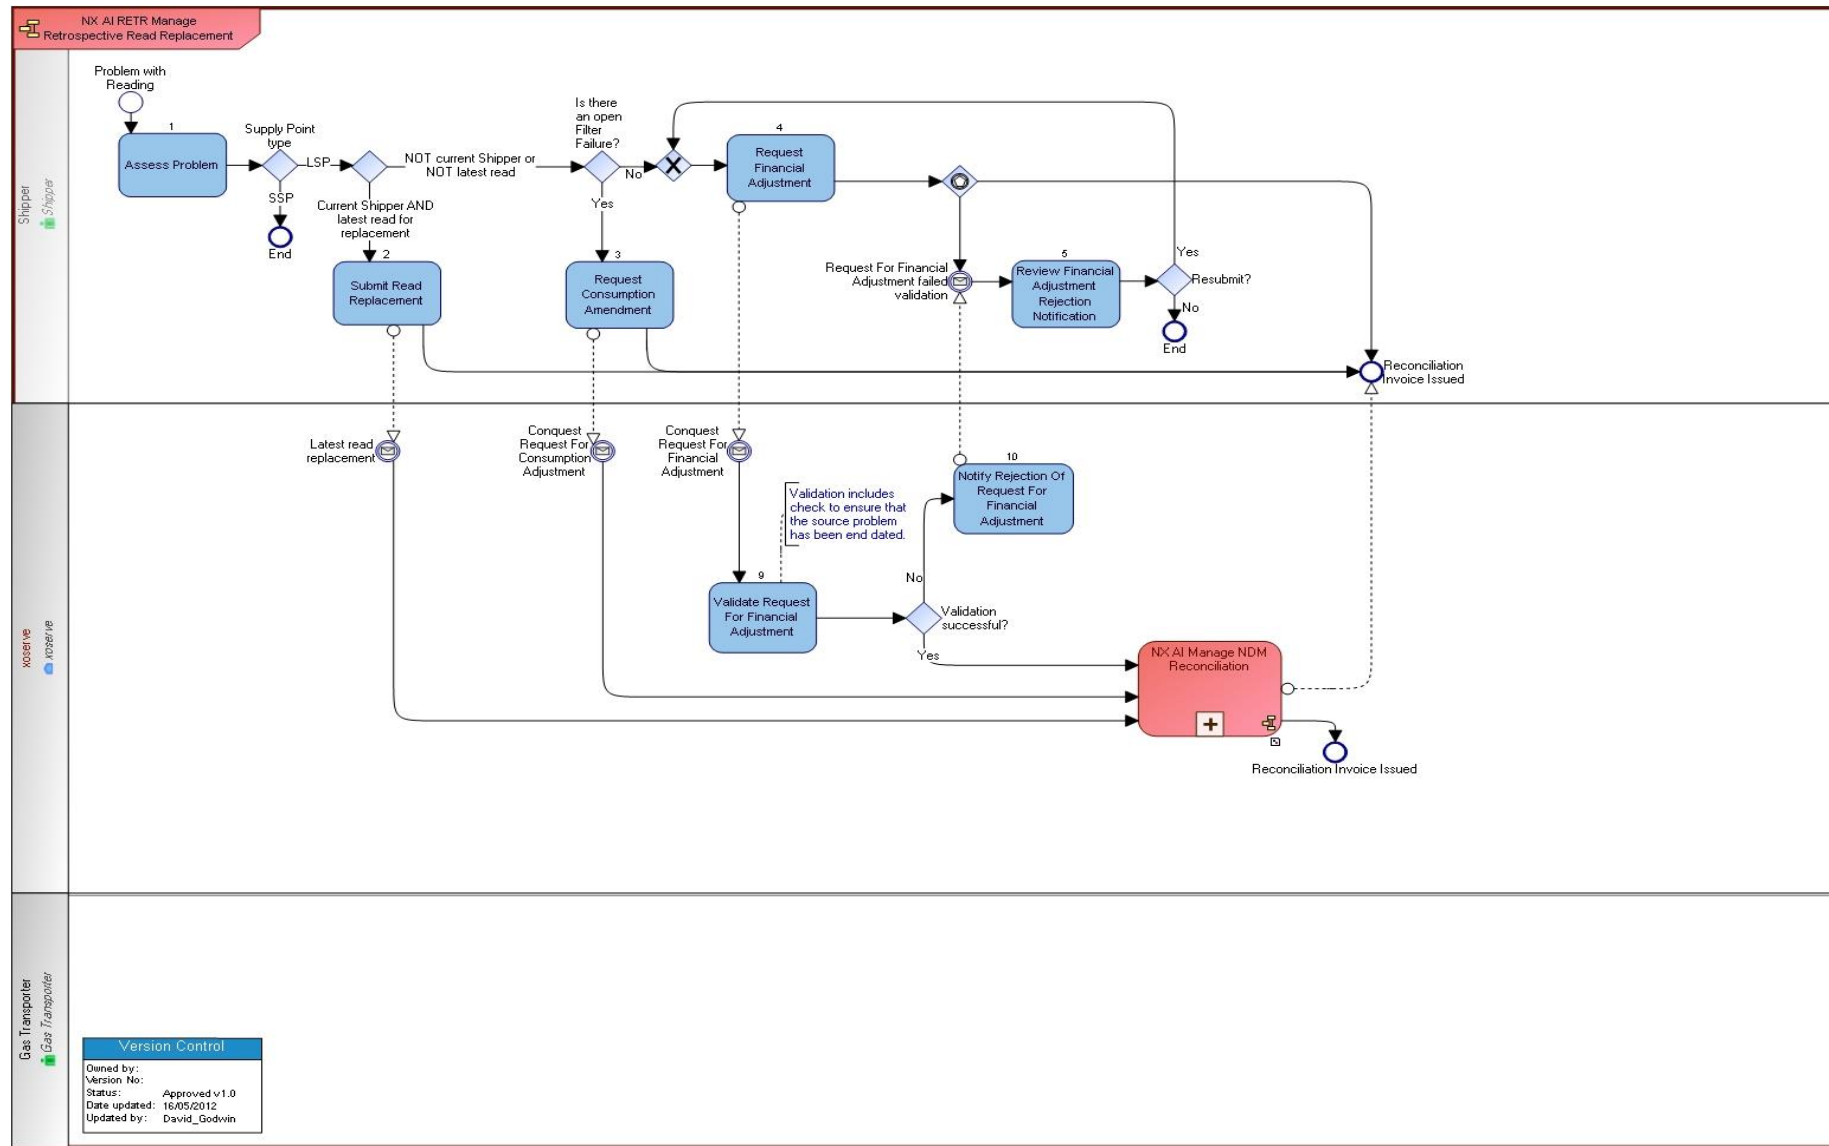 NX AI RETR Manage
Retrospective Read Replacement
Shipper
Shipper
Problem with
Reading
1
Assess Problem
Supply Point
type
LSP
SSP
End
NOT current Shipper or
NOT latest read
Current Shipper AND
latest read for
replacement
2
Submit Read
Replacement
Is there
an open
Filter
Failure?
No
Yes
3
Request
Consumption
Amendment
4
Request
Financial
Adjustment
Request For Financial
Adjustment failed
validation
5
Review Financial
Adjustment
Rejection
Notification
Yes
Resubmit?
No
End
Reconciliation
Invoice Issued
xoserve
xoserve
Latest read
replacement
Conquest
Request For
Consumption
Adjustment
Conquest
Request For
Financial
Adjustment
Validation includes
check to ensure that
the source problem
has been end dated.
9
Validate Request
For Financial
Adjustment
10
Notify Rejection Of
Request For
Financial
Adjustment
No
Validation
successful?
Yes
NX AI Manage NDM
Reconciliation
Reconciliation Invoice Issued
Gas Transporter
Gas Transporter
Version Control
Owned by:
Version No:
Status: Approved v1.0
Date updated: 16/05/2012
Updated by: David_Godwin